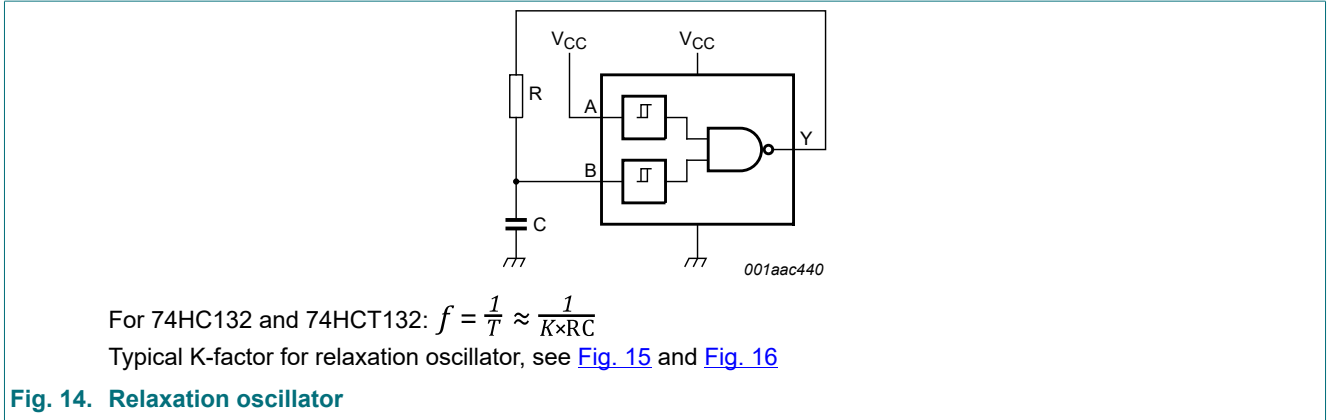 VCC VCC
R
A
Y
B
C
001aac440
For 74HC132 and 74HCT132: f = 1/T ≈ 1/K×RC
Typical K-factor for relaxation oscillator, see Fig. 15 and Fig. 16
Fig. 14. Relaxation oscillator